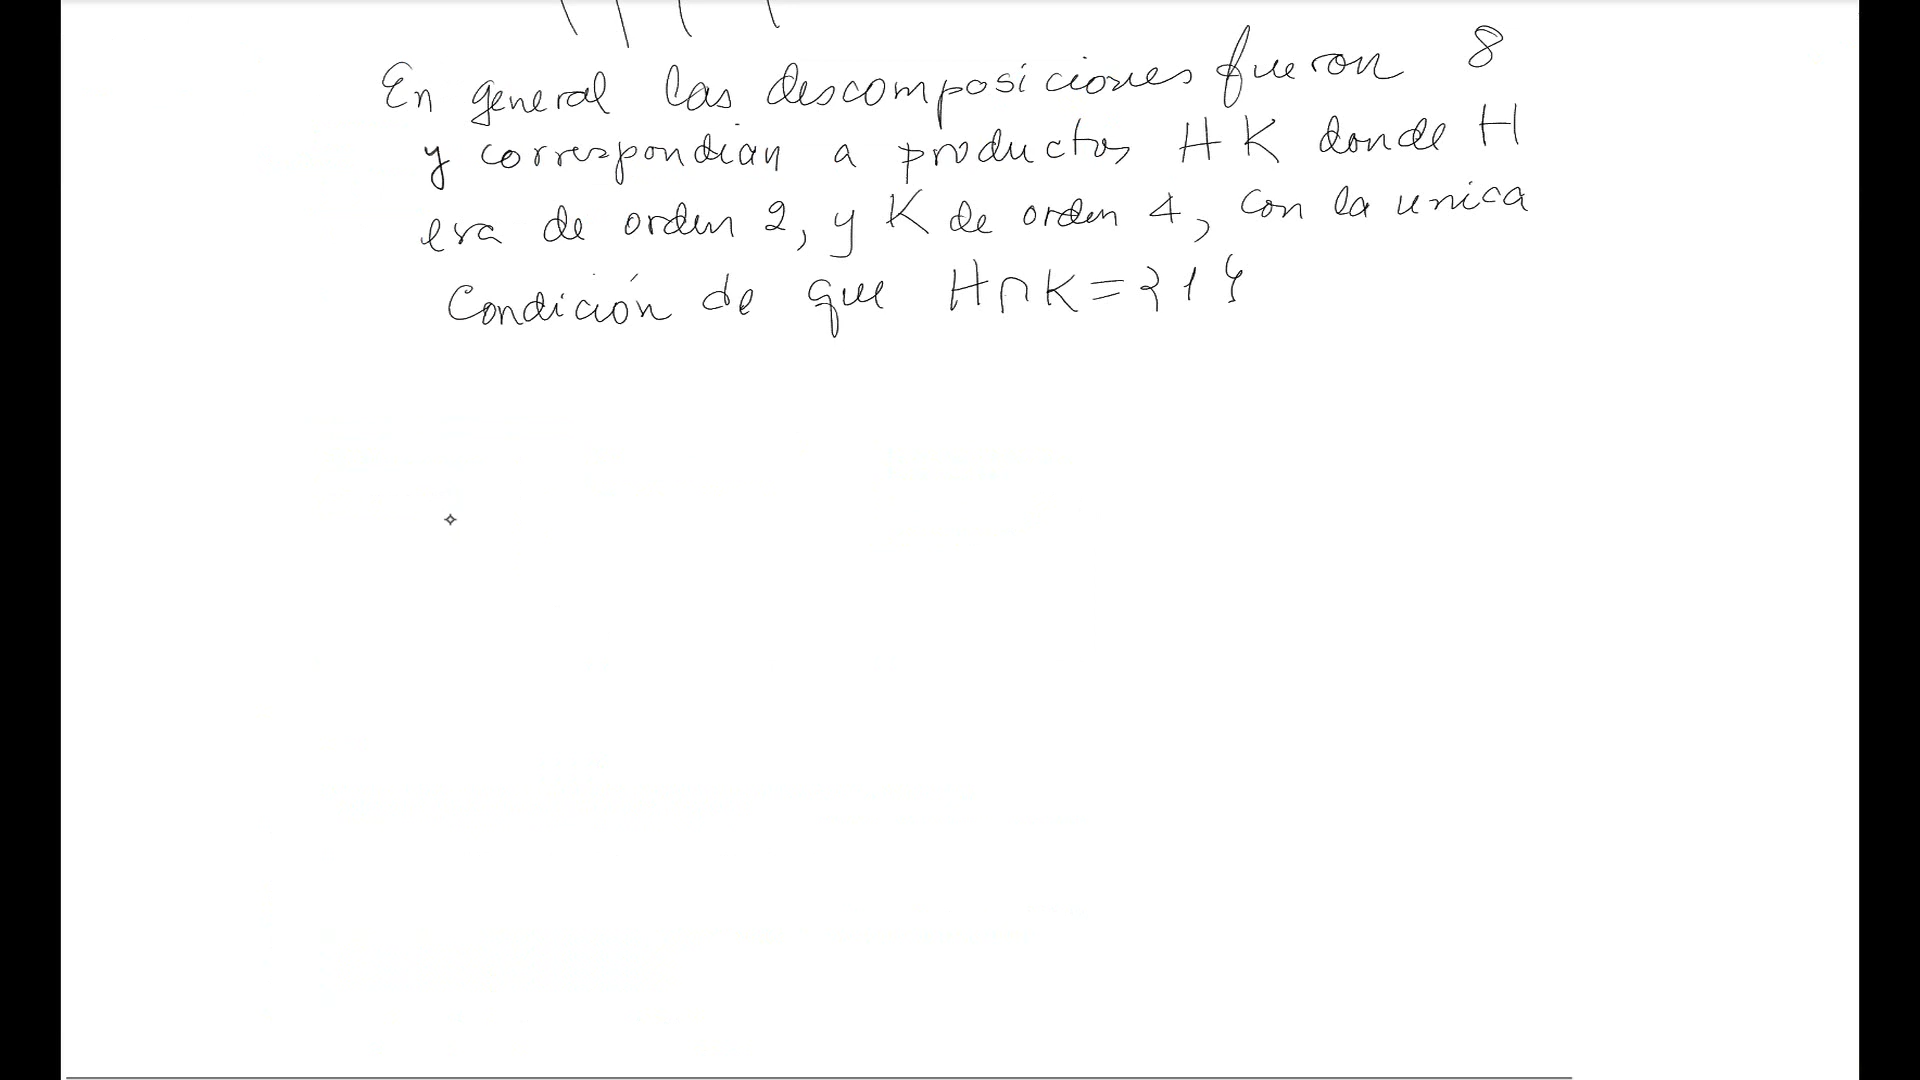 En general las descomposiciones fueron 8
y correspondian a productos H K donde H
era de orden 2, y K de orden 4, con la unica
Condición de que H∩K={1}